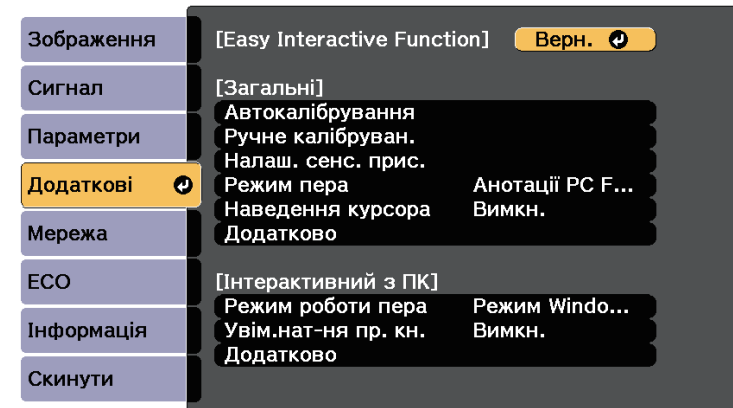 Зображення
Сигнал
Параметри
Додаткові
Мережа
ECO
Інформація
Скинути
[Easy Interactive Function] Верн.
[Загальні]
Автокалібрування
Ручне калібруван.
Налаш. сенс. прис.
Режим пера Анотації PC F...
Наведення курсора Вимкн.
Додатково
[Інтерактивний з ПК]
Режим роботи пера Режим Windo...
Увім.нат-ня пр. кн. Вимкн.
Додатково